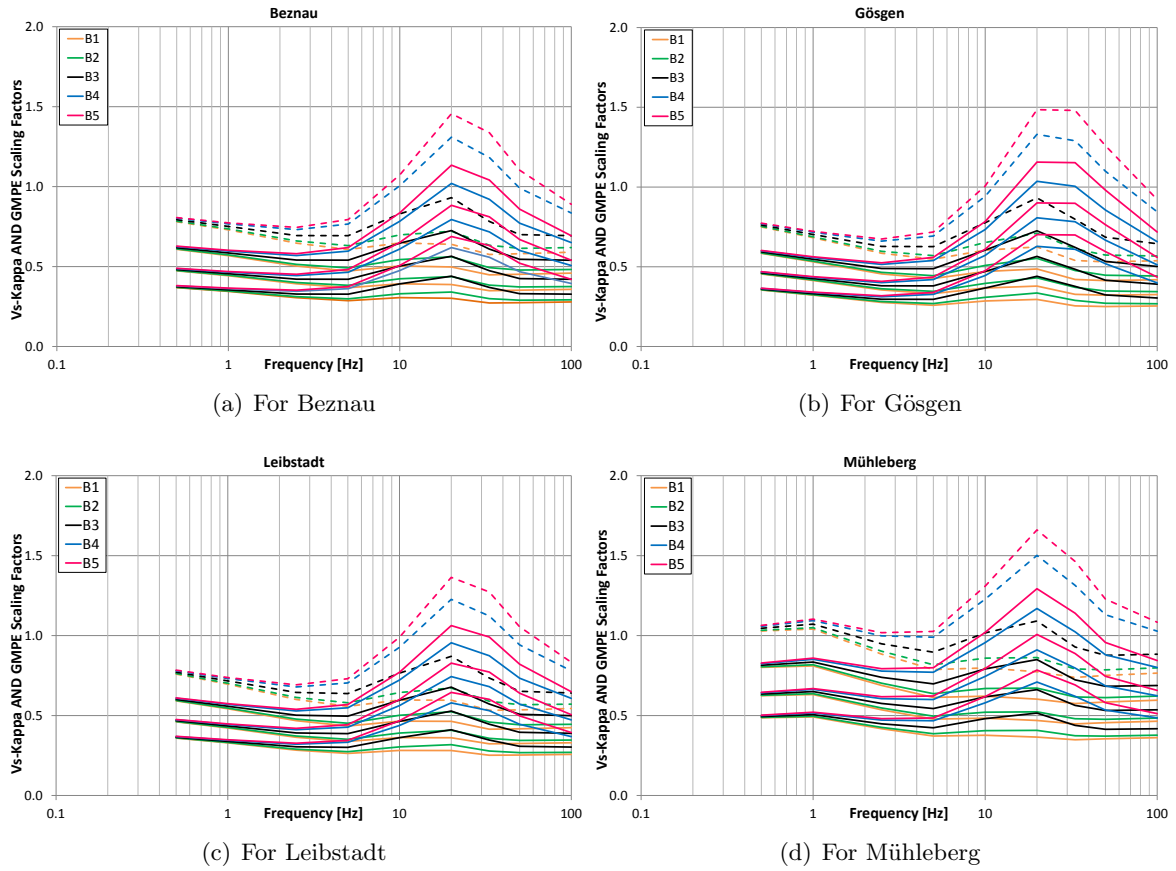 Beznau
2.0
1.5
1.0
0.5
0.0
Vs-Kappa AND GMPE Scaling Factors
B1
B2
B3
B4
B5
0.1
1
10
100
Frequency [Hz]
(a) For Beznau
Gösgen
2.0
1.5
1.0
0.5
0.0
Vs-Kappa AND GMPE Scaling Factors
B1
B2
B3
B4
B5
0.1
1
10
100
Frequency [Hz]
(b) For Gösgen
Leibstadt
2.0
1.5
1.0
0.5
0.0
Vs-Kappa AND GMPE Scaling Factors
B1
B2
B3
B4
B5
0.1
1
10
100
Frequency [Hz]
(c) For Leibstadt
Mühleberg
2.0
1.5
1.0
0.5
0.0
Vs-Kappa AND GMPE Scaling Factors
B1
B2
B3
B4
B5
0.1
1
10
100
Frequency [Hz]
(d) For Mühleberg